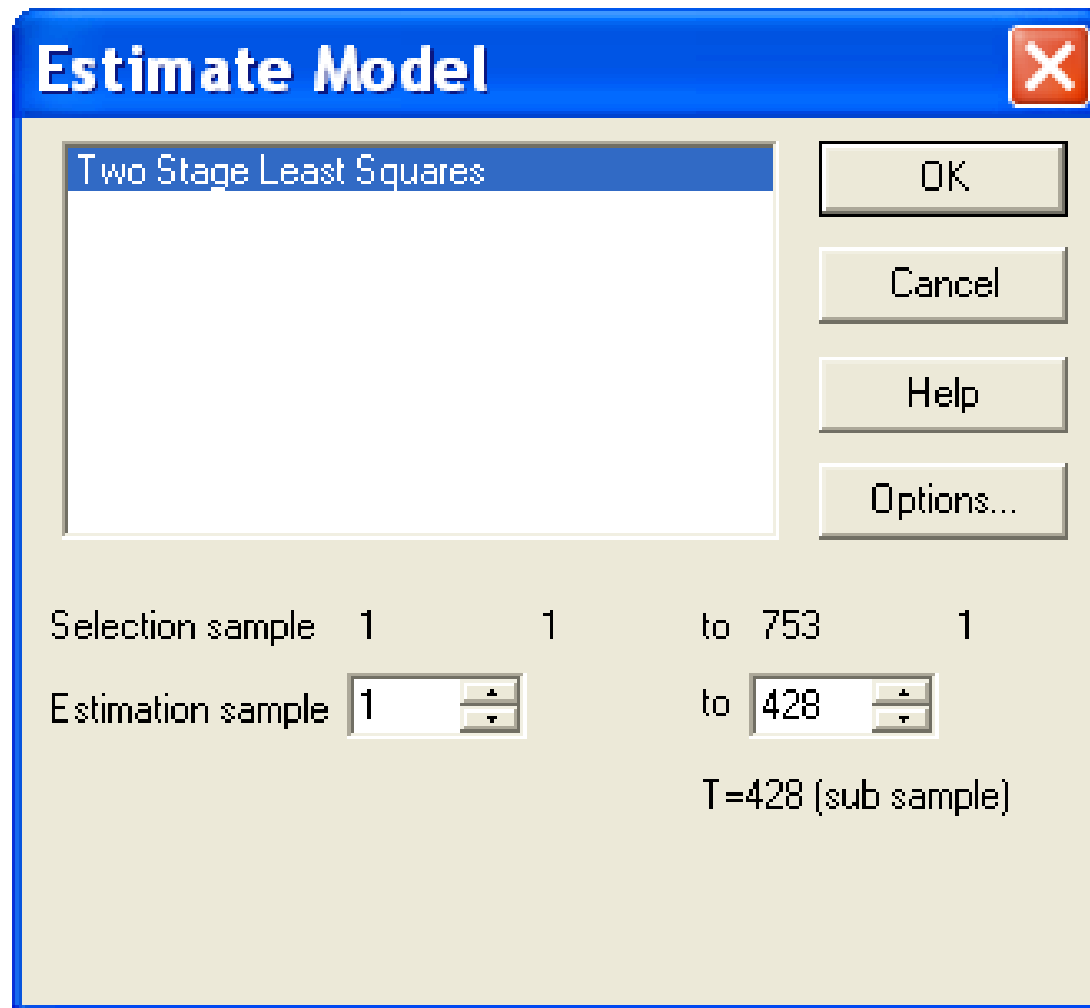 Estimate Model
Two Stage Least Squares
OK
Cancel
Help
Options...
Selection sample 1 1 to 753 1
Estimation sample 1 to 428
T=428 (sub sample)